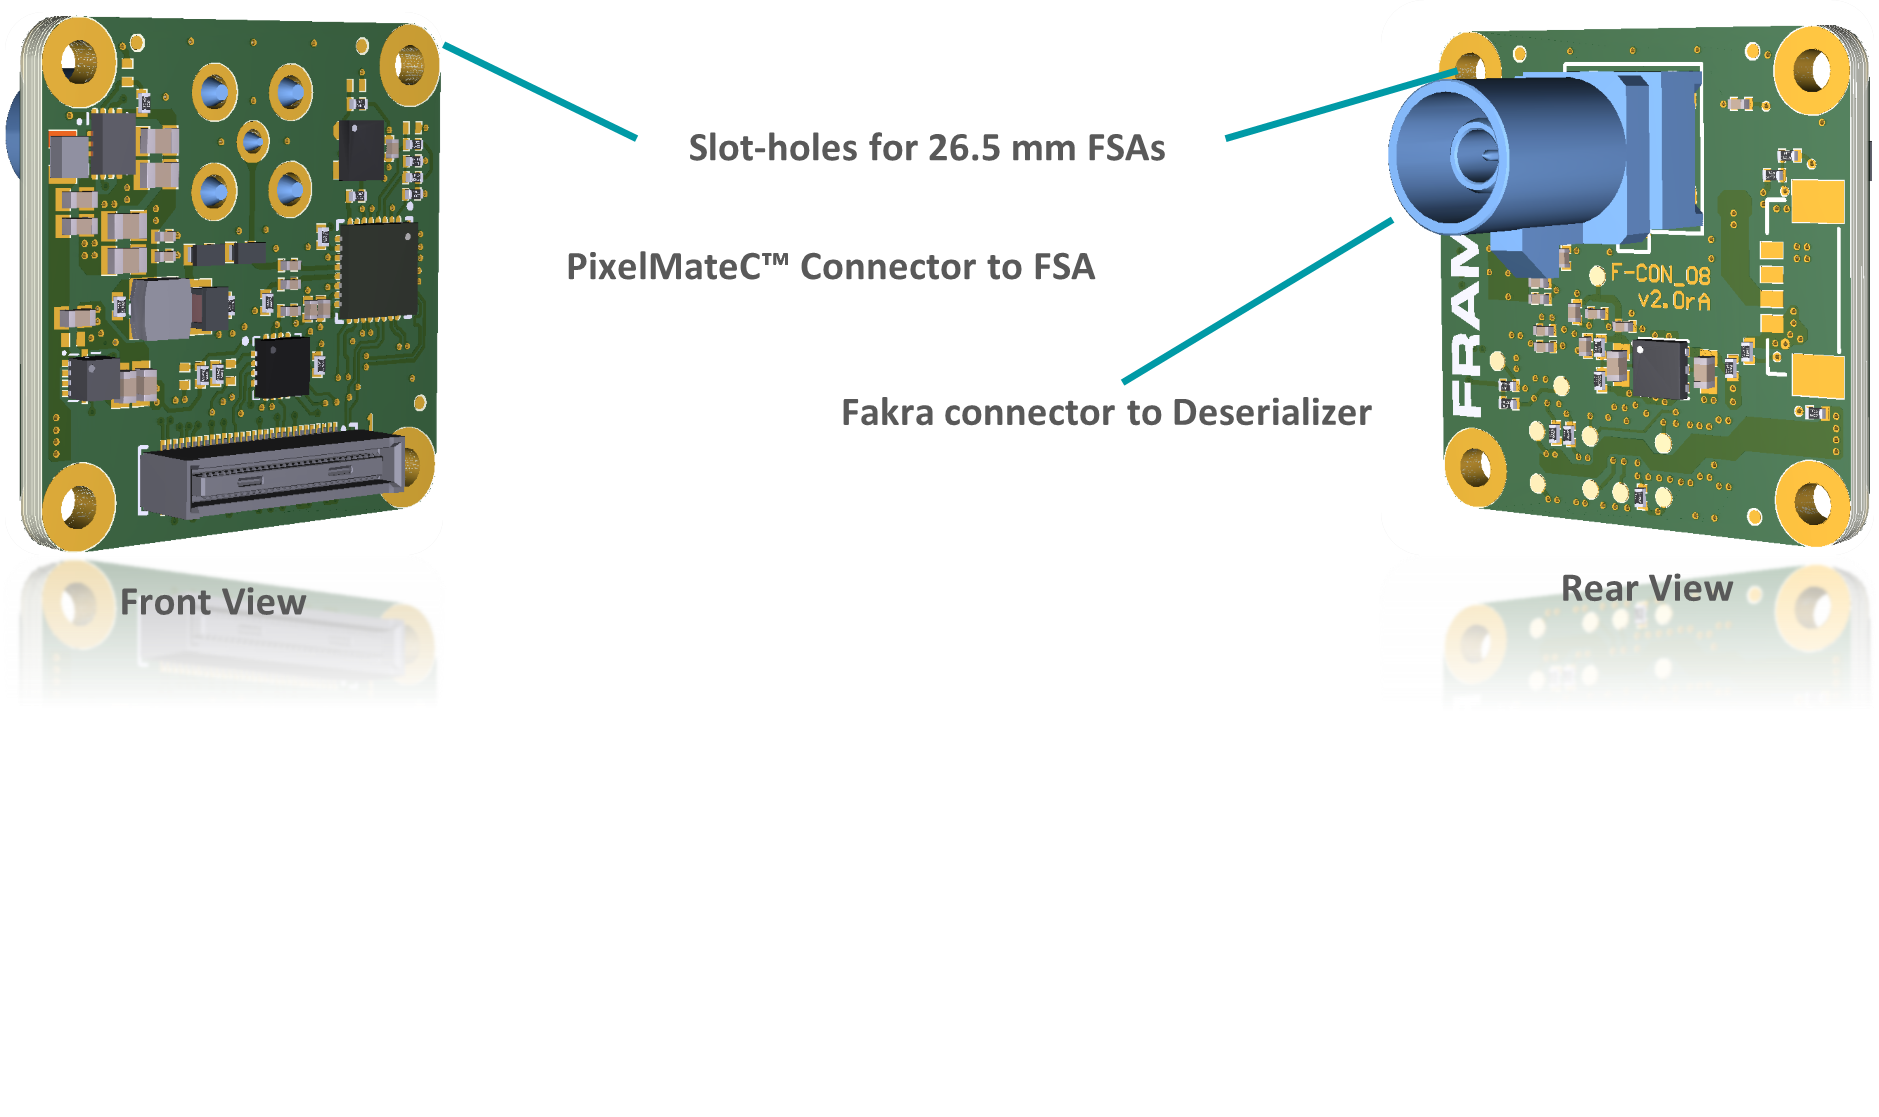 Slot-holes for 26.5 mm FSAs
PixelMateC™ Connector to FSA
Fakra connector to Deserializer
F-CON_08
v2.0rA
FRAM
1
Front View
Rear View